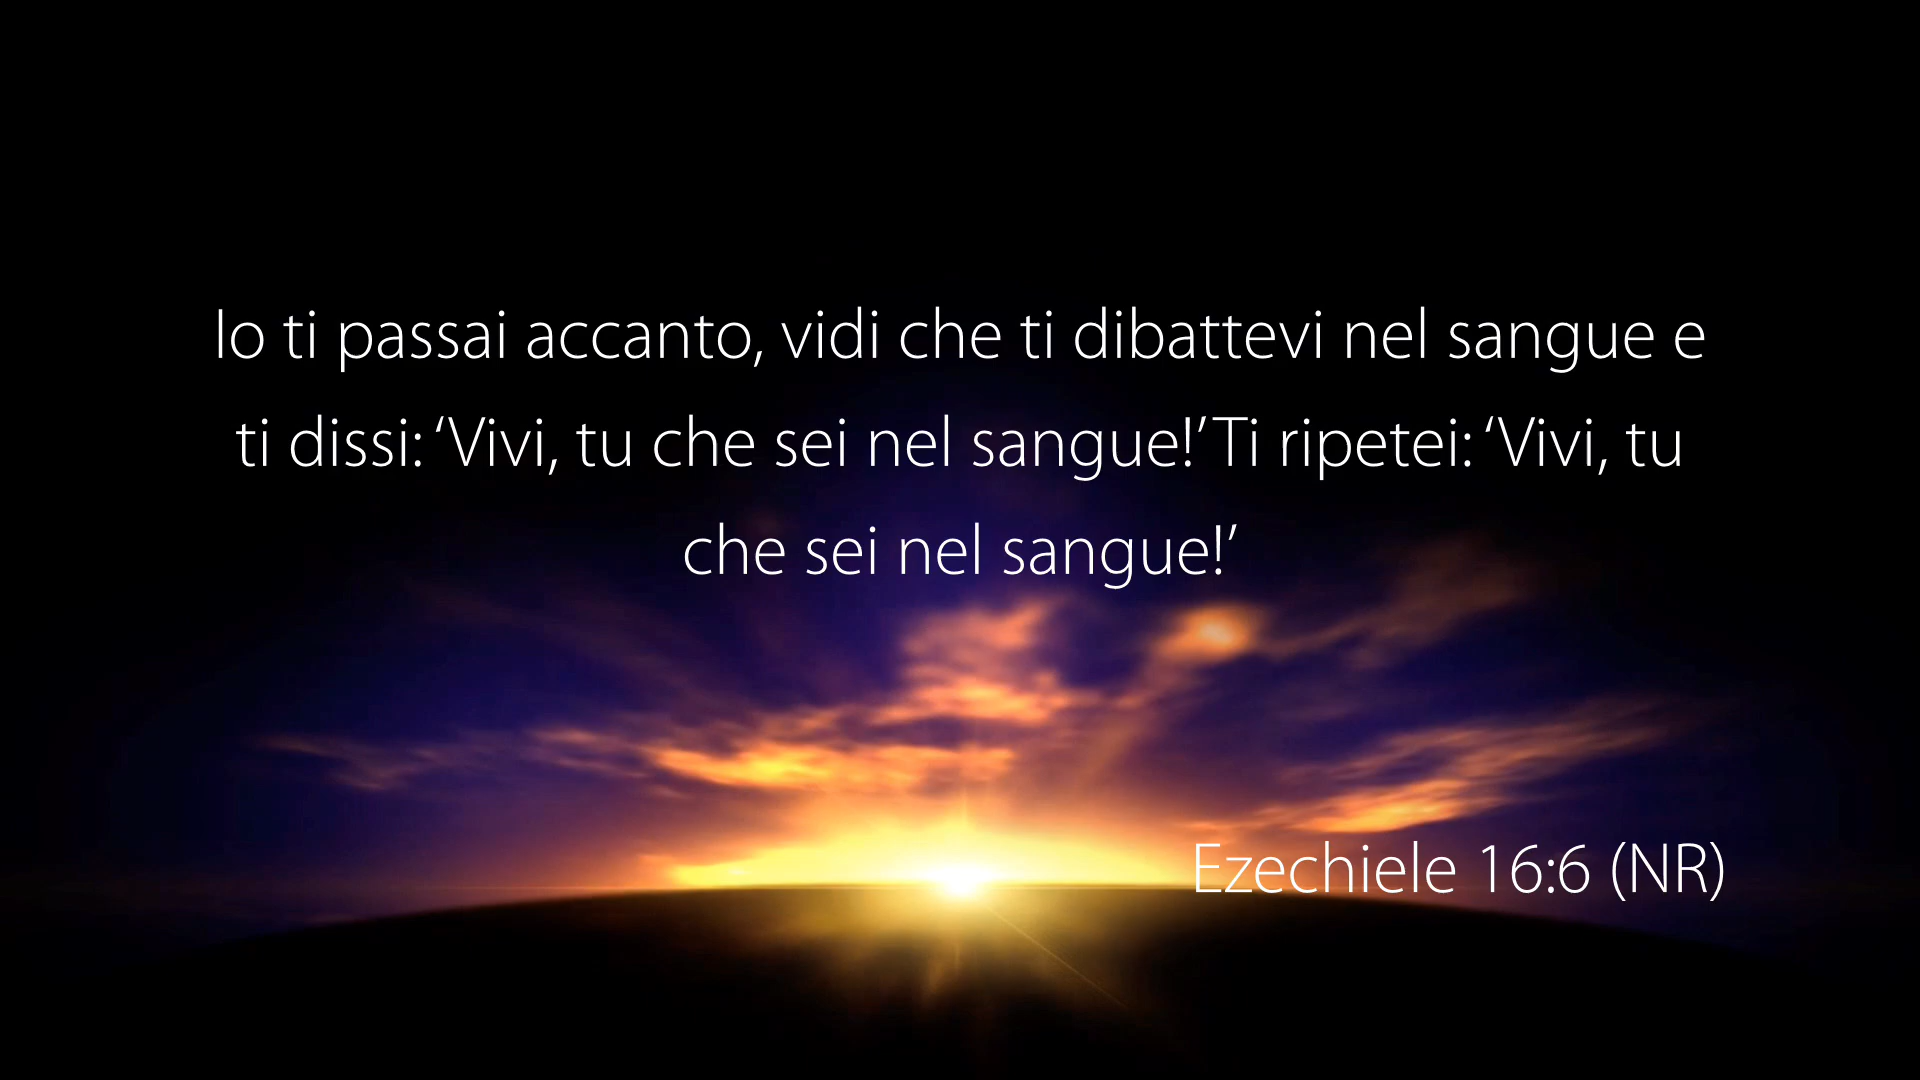 Io ti passai accanto, vidi che ti dibattevi nel sangue e
ti dissi: ‘Vivi, tu che sei nel sangue!’ Ti ripetei: ‘Vivi, tu
che sei nel sangue!’
Ezechiele 16:6 (NR)